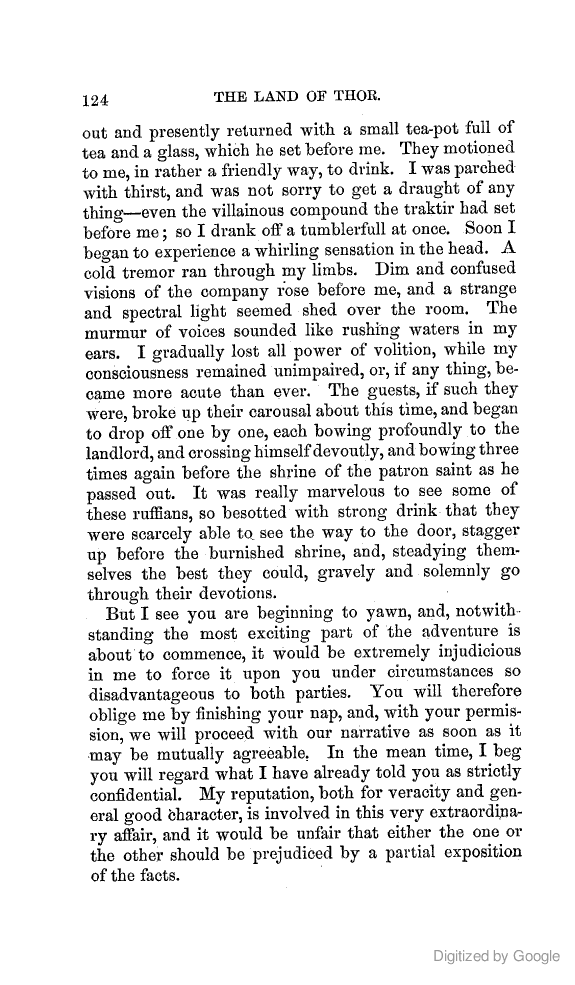 124 THE LAND OF THOR.
out and presently returned with a small tea-pot full of
tea and a glass, which he set before me. They motioned
to me, in rather a friendly way, to drink. I was parched
with thirst, and was not sorry to get a draught of any
thing—even the villainous compound the traktir had set
before me; so I drank off a tumblerfull at once. Soon I
began to experience a whirling sensation in the head. A
cold tremor ran through my limbs. Dim and confused
visions of the company rose before me, and a strange
and spectral light seemed shed over the room. The
murmur of voices sounded like rushing waters in my
ears. I gradually lost all power of volition, while my
consciousness remained unimpaired, or, if any thing, be-
came more acute than ever. The guests, if such they
were, broke up their carousal about this time, and began
to drop off one by one, each bowing profoundly to the
landlord, and crossing himself devoutly, and bowing three
times again before the shrine of the patron saint as he
passed out. It was really marvelous to see some of
these ruffians, so besotted with strong drink that they
were scarcely able to see the way to the door, stagger
up before the burnished shrine, and, steadying them-
selves the best they could, gravely and solemnly go
through their devotions.
But I see you are beginning to yawn, and, notwith-
standing the most exciting part of the adventure is
about to commence, it would be extremely injudicious
in me to force it upon you under circumstances so
disadvantageous to both parties. You will therefore
oblige me by finishing your nap, and, with your permis-
sion, we will proceed with our narrative as soon as it
may be mutually agreeable. In the mean time, I beg
you will regard what I have already told you as strictly
confidential. My reputation, both for veracity and gen-
eral good character, is involved in this very extraordina-
ry affair, and it would be unfair that either the one or
the other should be prejudiced by a partial exposition
of the facts.
Digitized by Google